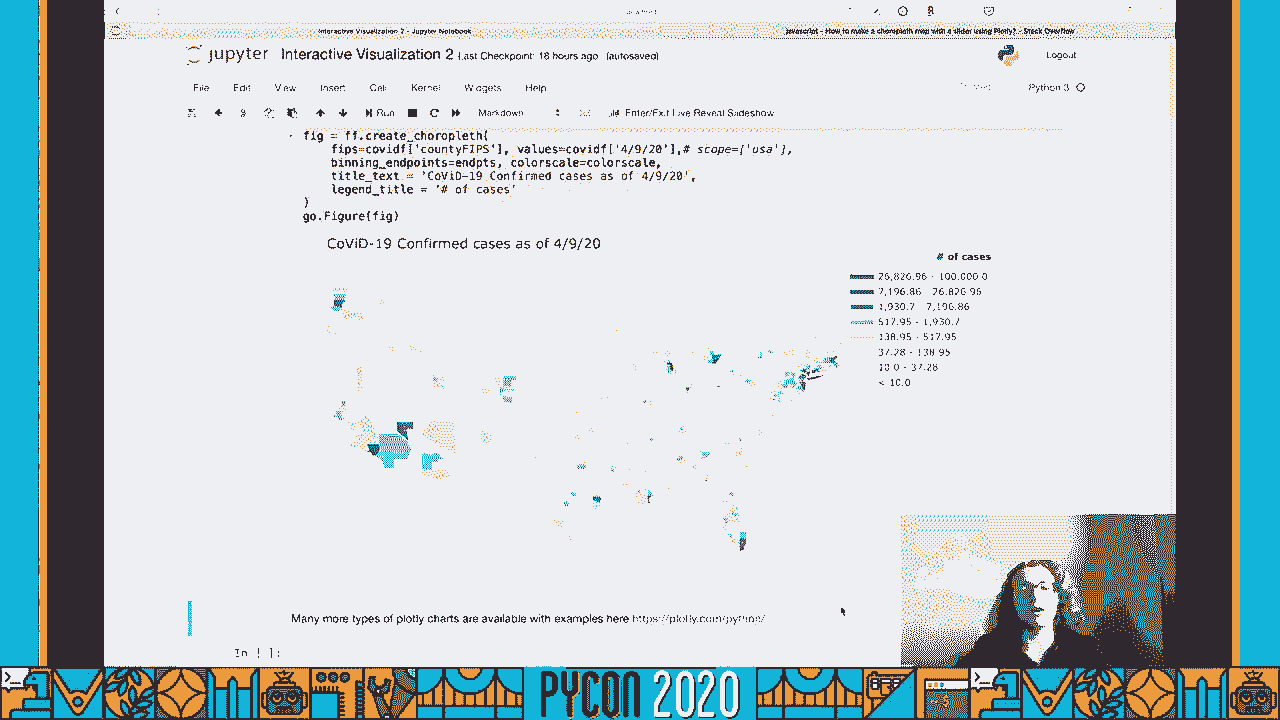 Interactive Visualization 2 - Jupyter Notebook
javascript - How to make a choropleth map with a slider using Plotly? - Stack Overflow
jupyter Interactive Visualization 2 Last Checkpoint: 18 hours ago (autosaved)
Logout
File Edit View Insert Cell Kernel Widgets Help
Python 3
Run Markdown Enter/Exit Live Reveal Slideshow
fig = ff.create_choropleth(
fips=covidf['countyFIPS'], values=covidf['4/9/20'],# scope=['usa'],
binning_endpoints=endpts, colorscale=colorscale,
title_text = 'CoViD-19 Confirmed cases as of 4/9/20',
legend_title = '# of cases'
)
go.Figure(fig)
CoViD-19 Confirmed cases as of 4/9/20
# of cases
26,826.96 - 100,000.0
7,196.86 - 26,826.96
1,930.7 - 7,196.86
517.95 - 1,930.7
138.95 - 517.95
37.28 - 138.95
10.0 - 37.28
< 10.0
Many more types of plotly charts are available with examples here https://plotly.com/python/
In [ ]:
PYCON 2020